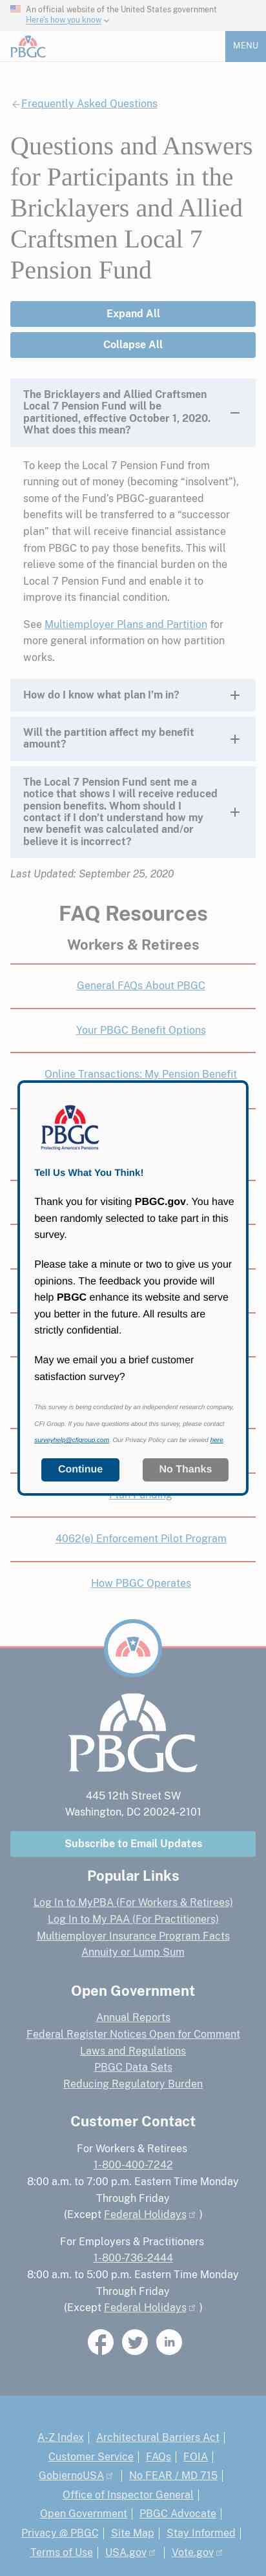 An official website of the United States government
Here's how you know
PBGC
MENU
Frequently Asked Questions
Questions and Answers
for Participants in the
Bricklayers and Allied
Craftsmen Local 7
Pension Fund
Expand All
Collapse All
The Bricklayers and Allied Craftsmen
Local 7 Pension Fund will be
partitioned, effective October 1, 2020.
What does this mean?
To keep the Local 7 Pension Fund from
running out of money (becoming “insolvent”),
some of the Fund's PBGC-guaranteed
benefits will be transferred to a “successor
plan” that will receive financial assistance
from PBGC to pay those benefits. This will
relieve some of the financial burden on the
Local 7 Pension Fund and enable it to
improve its financial condition.
See Multiemployer Plans and Partition for
more general information on how partition
works.
How do I know what plan I'm in?
Will the partition affect my benefit
amount?
The Local 7 Pension Fund sent me a
notice that shows I will receive reduced
pension benefits. Whom should I
contact if I don't understand how my
new benefit was calculated and/or
believe it is incorrect?
Last Updated: September 25, 2020
FAQ Resources
Workers & Retirees
General FAQs About PBGC
Your PBGC Benefit Options
Online Transactions: My Pension Benefit
PBGC
Protecting America's Pensions
Tell Us What You Think!
Thank you for visiting PBGC.gov. You have
been randomly selected to take part in this
survey.
Please take a minute or two to give us your
opinions. The feedback you provide will
help PBGC enhance its website and serve
you better in the future. All results are
strictly confidential.
May we email you a brief customer
satisfaction survey?
This survey is being conducted by an independent research company,
CFI Group. If you have questions about this survey, please contact
surveyhelp@cfigroup.com. Our Privacy Policy can be viewed here.
Continue
No Thanks
Plan Funding
4062(e) Enforcement Pilot Program
How PBGC Operates
PBGC
445 12th Street SW
Washington, DC 20024-2101
Subscribe to Email Updates
Popular Links
Log In to MyPBA (For Workers & Retirees)
Log In to My PAA (For Practitioners)
Multiemployer Insurance Program Facts
Annuity or Lump Sum
Open Government
Annual Reports
Federal Register Notices Open for Comment
Laws and Regulations
PBGC Data Sets
Reducing Regulatory Burden
Customer Contact
For Workers & Retirees
1-800-400-7242
8:00 a.m. to 7:00 p.m. Eastern Time Monday
Through Friday
(Except Federal Holidays )
For Employers & Practitioners
1-800-736-2444
8:00 a.m. to 5:00 p.m. Eastern Time Monday
Through Friday
(Except Federal Holidays )
A-Z Index | Architectural Barriers Act |
Customer Service | FAQs | FOIA |
GobiernoUSA | No FEAR / MD 715 |
Office of Inspector General |
Open Government | PBGC Advocate |
Privacy @ PBGC | Site Map | Stay Informed |
Terms of Use | USA.gov | Vote.gov